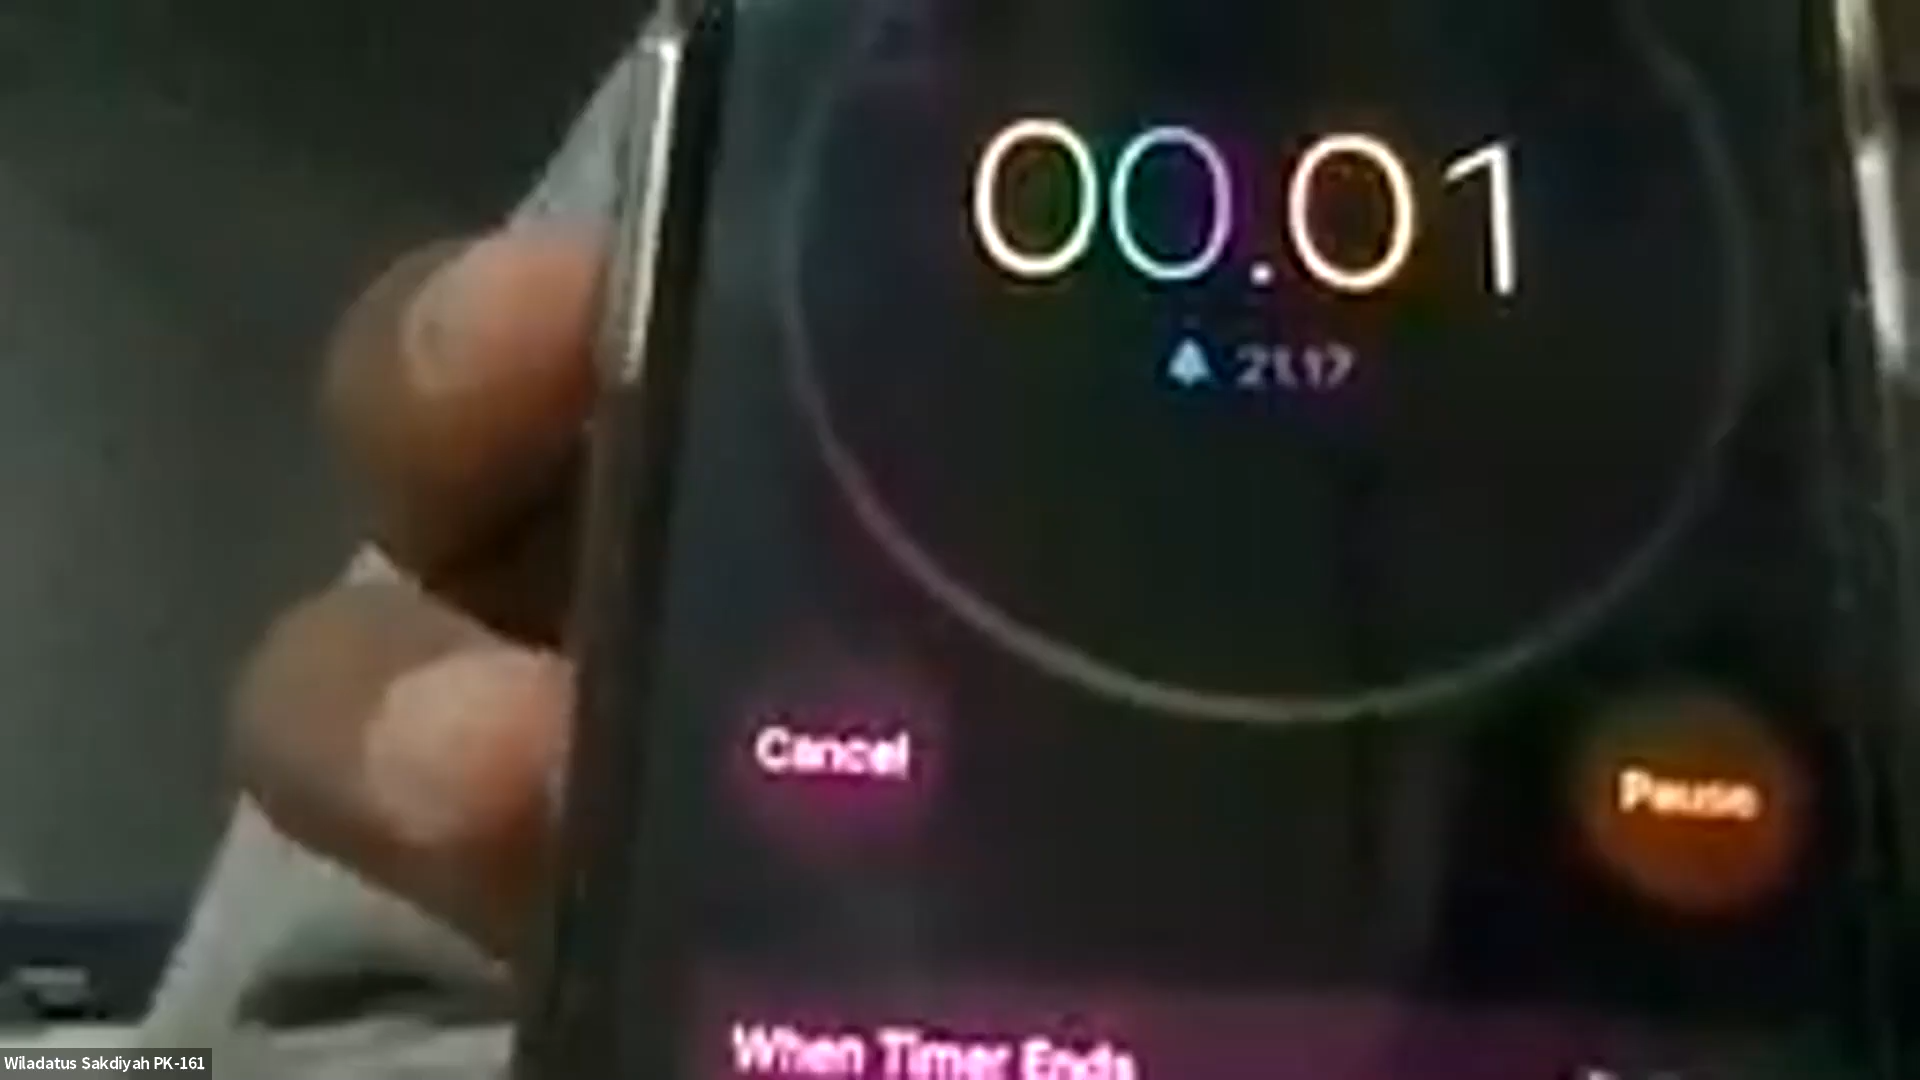 00.01
21.17
Cancel
Pause
When Timer Ends
Wiladatus Sakdiyah PK-161